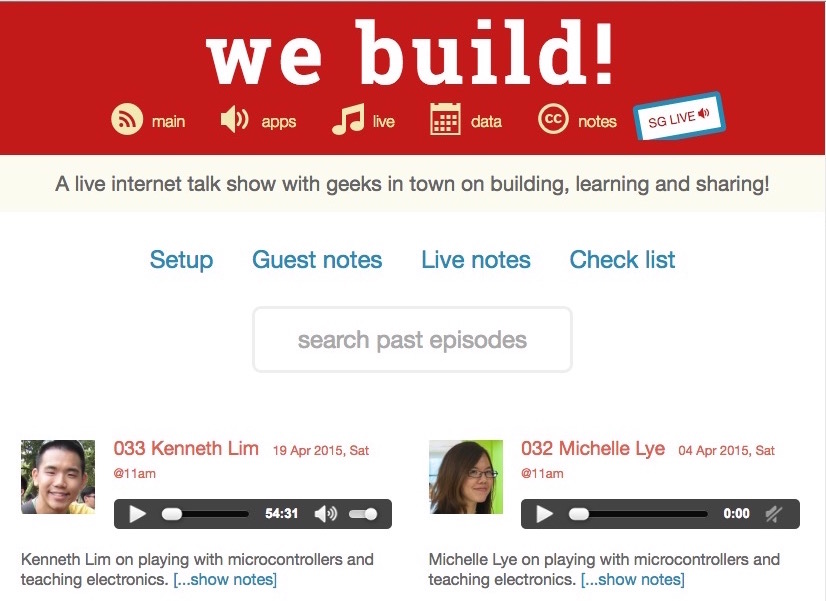 we build!
main apps live data cc notes SG LIVE
A live internet talk show with geeks in town on building, learning and sharing!
Setup Guest notes Live notes Check list
search past episodes
033 Kenneth Lim 19 Apr 2015, Sat
@11am
54:31
Kenneth Lim on playing with microcontrollers and
teaching electronics. [...show notes]
032 Michelle Lye 04 Apr 2015, Sat
@11am
0:00
Michelle Lye on playing with microcontrollers and
teaching electronics. [...show notes]